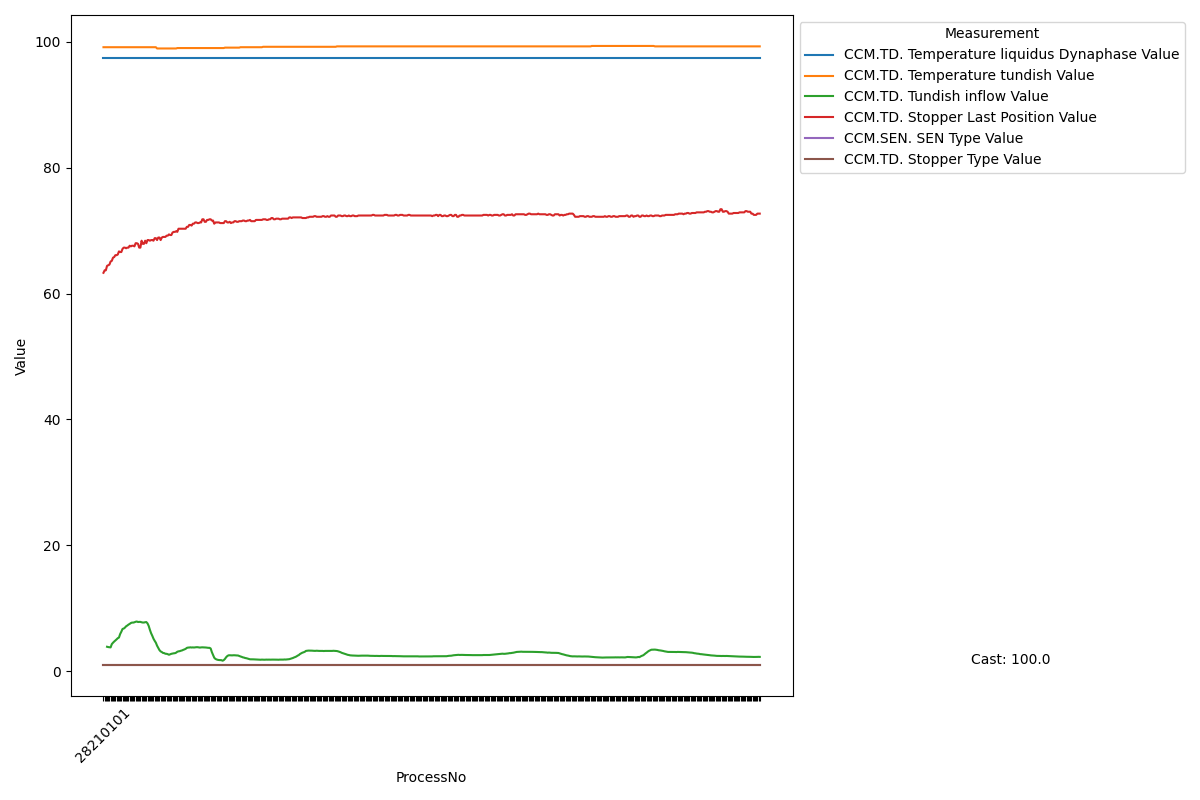 Measurement
CCM.TD. Temperature liquidus Dynaphase Value
CCM.TD. Temperature tundish Value
CCM.TD. Tundish inflow Value
CCM.TD. Stopper Last Position Value
CCM.SEN. SEN Type Value
CCM.TD. Stopper Type Value
100
80
60
40
20
0
Value
28210101
ProcessNo
Cast: 100.0